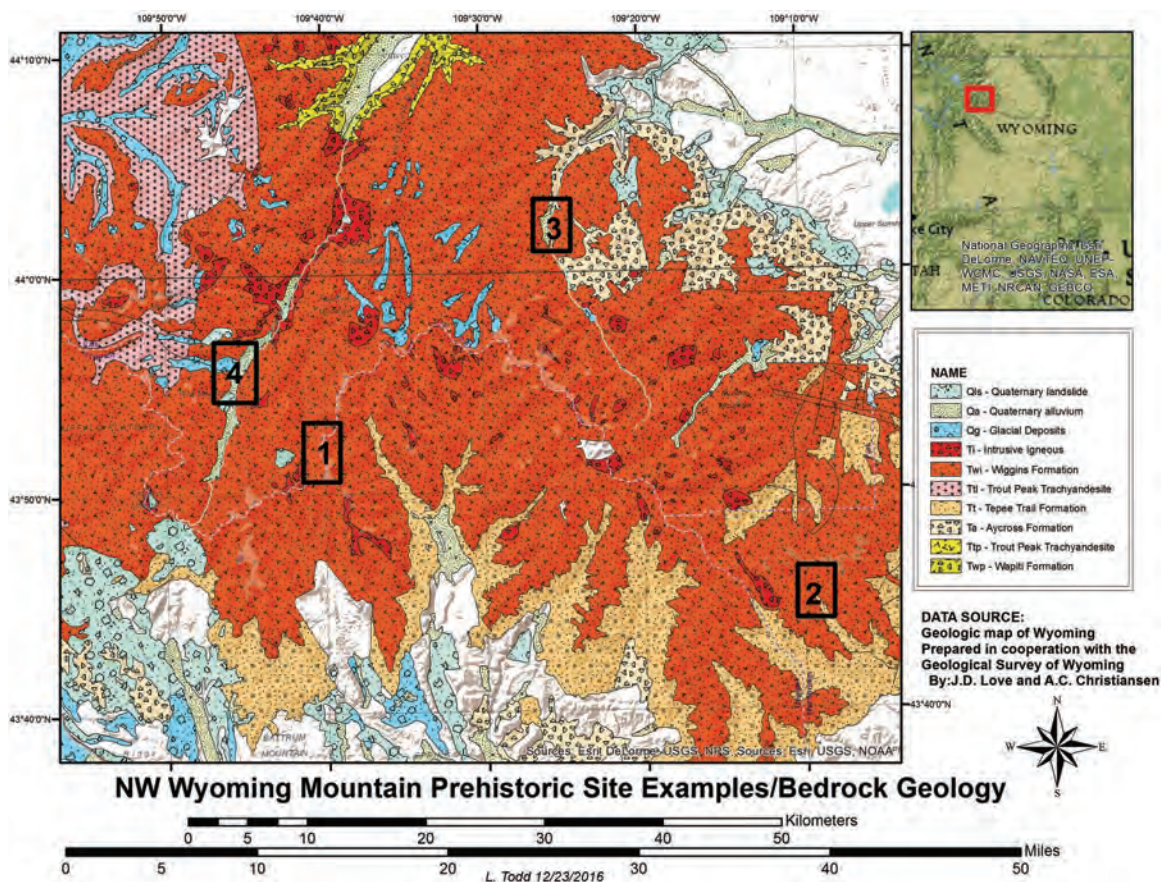 109°50'0"W 109°40'0"W 109°30'0"W 109°20'0"W 109°10'0"W
44°10'0"N
44°0'0"N
43°50'0"N
43°40'0"N
3
4
1
2
BATTRUM
MOUNTAIN
43°40'0"N
Sources: Esri, DeLorme, USGS, NPS, Sources: Esri, USGS, NOAA
WYOMING
ke City
TAH
National Geographic, Esri,
DeLorme, NAVTEQ, UNEP-
WCMC, USGS, NASA, ESA,
METI, NRCAN, GEBCO,
COLORADO
NAME
Qls - Quaternary landslide
Qa - Quaternary alluvium
Qg - Glacial Deposits
Ti - Intrusive Igneous
Twi - Wiggins Formation
Ttl - Trout Peak Trachyandesite
Tt - Tepee Trail Formation
Ta - Aycross Formation
Ttp - Trout Peak Trachyandesite
Twp - Wapiti Formation
DATA SOURCE:
Geologic map of Wyoming
Prepared in cooperation with the
Geological Survey of Wyoming
By:J.D. Love and A.C. Christiansen
N
W E
S
NW Wyoming Mountain Prehistoric Site Examples/Bedrock Geology
Kilometers
0 5 10 20 30 40 50
Miles
0 10 20 30 40 50
L. Todd 12/23/2016